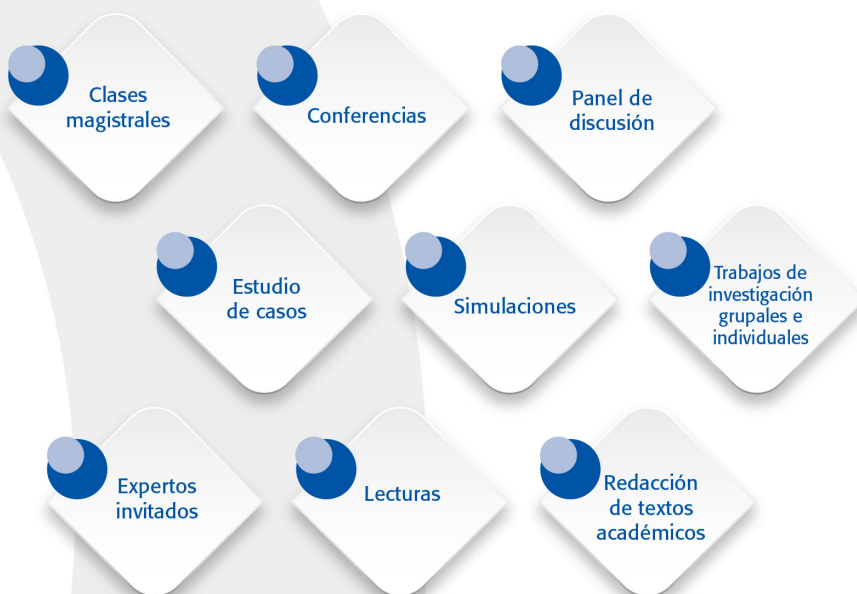 Clases
magistrales
Conferencias
Panel de
discusión
Estudio
de casos
Simulaciones
Trabajos de
investigación
grupales e
individuales
Expertos
invitados
Lecturas
Redacción
de textos
académicos